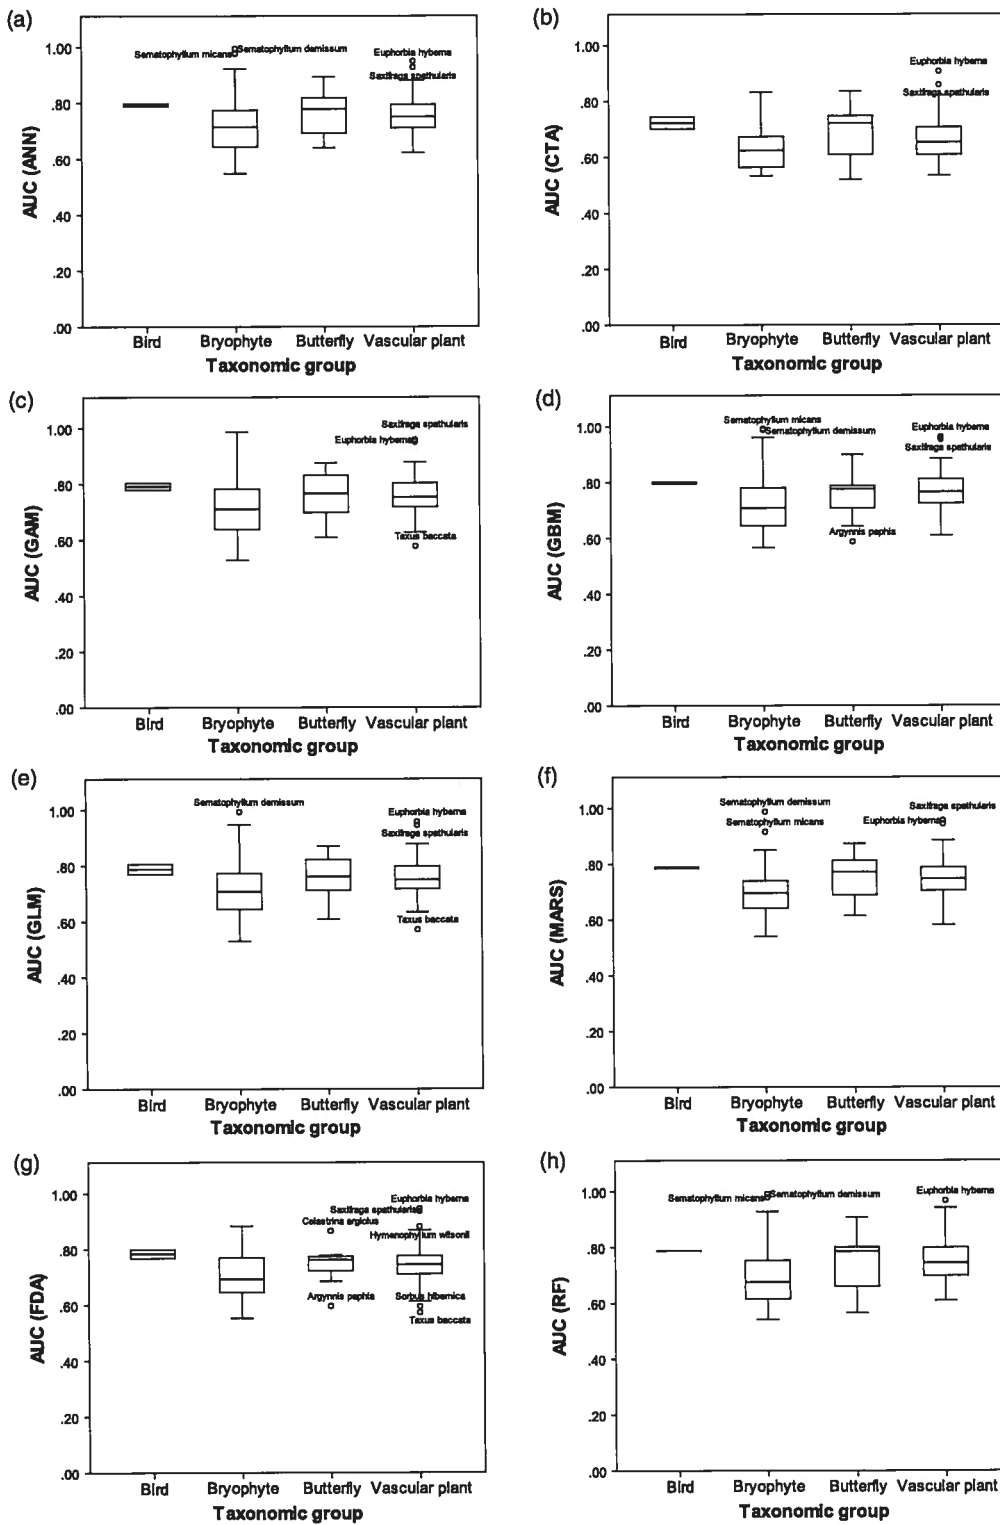 (a)
AUC (ANN)
1.00
.80
.60
.40
.20
.00
Sematophyllum micans
Sematophyllum demissum
Euphorbia hyberna
Saxifraga spathularis
Bird Bryophyte Butterfly Vascular plant
Taxonomic group
(b)
AUC (CTA)
1.00
.80
.60
.40
.20
.00
Euphorbia hyberna
Saxifraga spathularis
Bird Bryophyte Butterfly Vascular plant
Taxonomic group
(c)
AUC (GAM)
1.00
.80
.60
.40
.20
.00
Saxifraga spathularis
Euphorbia hyberna
Taxus baccata
Bird Bryophyte Butterfly Vascular plant
Taxonomic group
(d)
AUC (GBM)
1.00
.80
.60
.40
.20
.00
Sematophyllum micans
Sematophyllum demissum
Euphorbia hyberna
Saxifraga spathularis
Argynnis paphia
Bird Bryophyte Butterfly Vascular plant
Taxonomic group
(e)
AUC (GLM)
1.00
.80
.60
.40
.20
.00
Sematophyllum demissum
Euphorbia hyberna
Saxifraga spathularis
Taxus baccata
Bird Bryophyte Butterfly Vascular plant
Taxonomic group
(f)
AUC (MARS)
1.00
.80
.60
.40
.20
.00
Sematophyllum demissum
Sematophyllum micans
Saxifraga spathularis
Euphorbia hyberna
Bird Bryophyte Butterfly Vascular plant
Taxonomic group
(g)
AUC (FDA)
1.00
.80
.60
.40
.20
.00
Euphorbia hyberna
Saxifraga spathularis
Celastrina argiolus
Hymenophyllum wilsonii
Argynnis paphia
Sorbus hibernica
Taxus baccata
Bird Bryophyte Butterfly Vascular plant
Taxonomic group
(h)
AUC (RF)
1.00
.80
.60
.40
.20
.00
Sematophyllum micans
Sematophyllum demissum
Euphorbia hyberna
Bird Bryophyte Butterfly Vascular plant
Taxonomic group